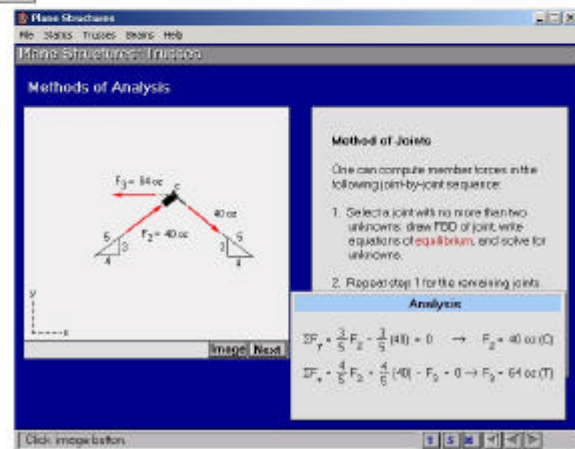 Plane Structures
File Statics Trusses Beams Help
Plane Structures: Trusses
Methods of Analysis
F₃ = 64 oz
C
40 oz
5
3
4
F₂ = 40 oz
5
3
4
y
x
Image Next
Method of Joints
One can compute member forces in the
following joint-by-joint sequence:
1. Select a joint with no more than two
unknowns, draw FBD of joint, write
equations of equilibrium, and solve for
unknowns.
2. Repeat step 1 for the remaining joints.
Analysis
ΣFᵧ = 3/5 F₂ - 3/5 (40) = 0 → F₂ = 40 oz (C)
ΣFₓ = 4/5 F₂ + 4/5 (40) - F₃ = 0 → F₃ = 64 oz (T)
Click image button.